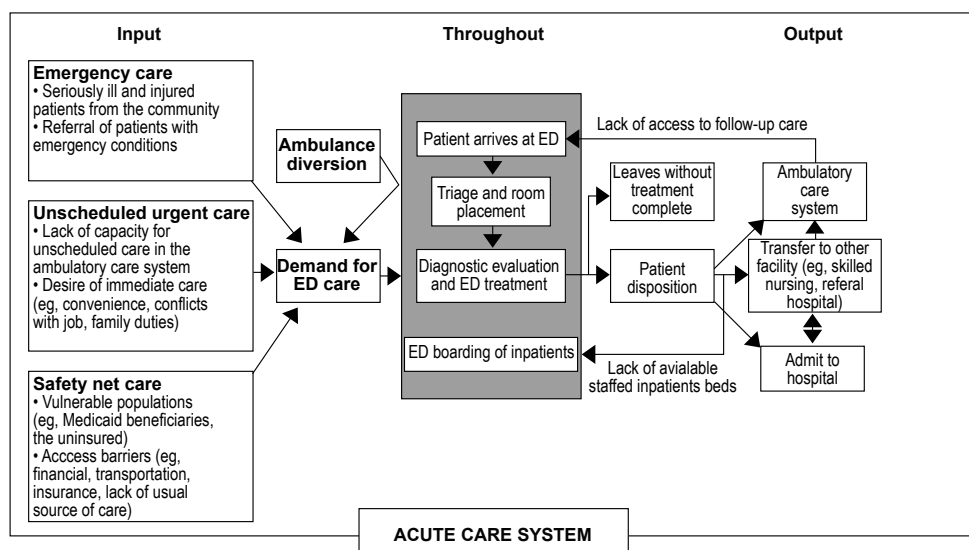 Input
Throughout
Output
Emergency care
• Seriously ill and injured
patients from the community
• Referral of patients with
emergency conditions
Unscheduled urgent care
• Lack of capacity for
unscheduled care in the
ambulatory care system
• Desire of immediate care
(eg, convenience, conflicts
with job, family duties)
Safety net care
• Vulnerable populations
(eg, Medicaid beneficiaries,
the uninsured)
• Acccess barriers (eg,
financial, transportation,
insurance, lack of usual
source of care)
Ambulance
diversion
Demand for
ED care
Patient arrives at ED
Triage and room
placement
Diagnostic evaluation
and ED treatment
ED boarding of inpatients
Lack of access to follow-up care
Leaves without
treatment
complete
Patient
disposition
Lack of avialable
staffed inpatients beds
Ambulatory
care
system
Transfer to other
facility (eg, skilled
nursing, referal
hospital)
Admit to
hospital
ACUTE CARE SYSTEM